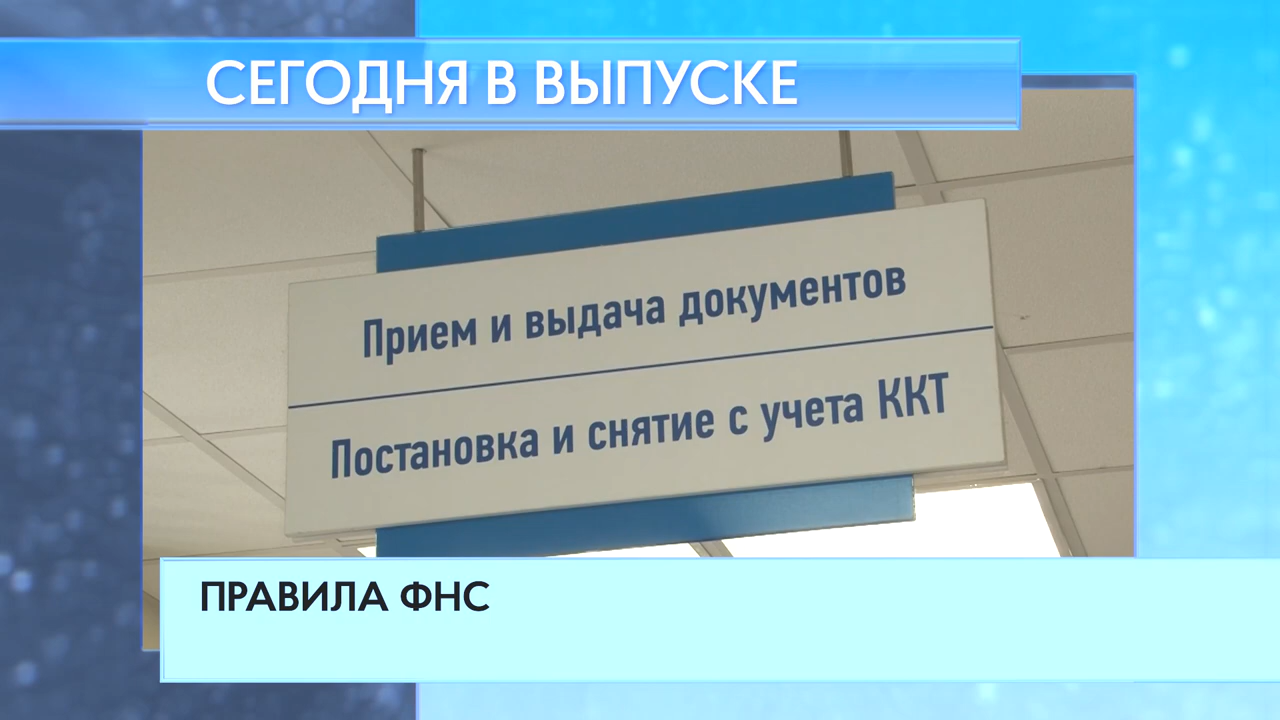 СЕГОДНЯ В ВЫПУСКЕ
Прием и выдача документов
Постановка и снятие с учета ККТ
ПРАВИЛА ФНС